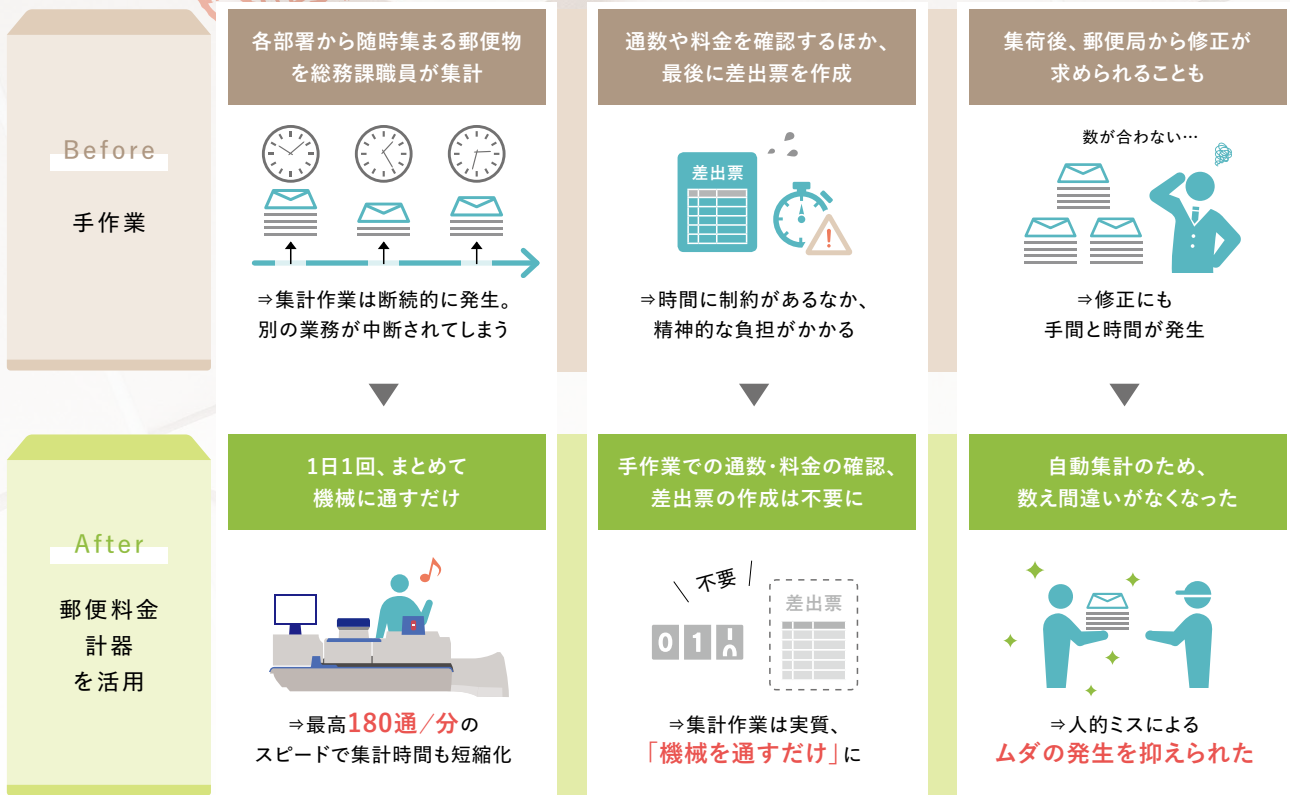 Before
手作業
各部署から随時集まる郵便物
を総務課職員が集計
⇒集計作業は断続的に発生。
別の業務が中断されてしまう
通数や料金を確認するほか、
最後に差出票を作成
差出票
⇒時間に制約があるなか、
精神的な負担がかかる
集荷後、郵便局から修正が
求められることも
数が合わない…
⇒修正にも
手間と時間が発生
After
郵便料金
計器
を活用
1日1回、まとめて
機械に通すだけ
⇒最高180通/分の
スピードで集計時間も短縮化
手作業での通数・料金の確認、
差出票の作成は不要に
不要
差出票
01
⇒集計作業は実質、
「機械を通すだけ」に
自動集計のため、
数え間違いがなくなった
⇒人的ミスによる
ムダの発生を抑えられた